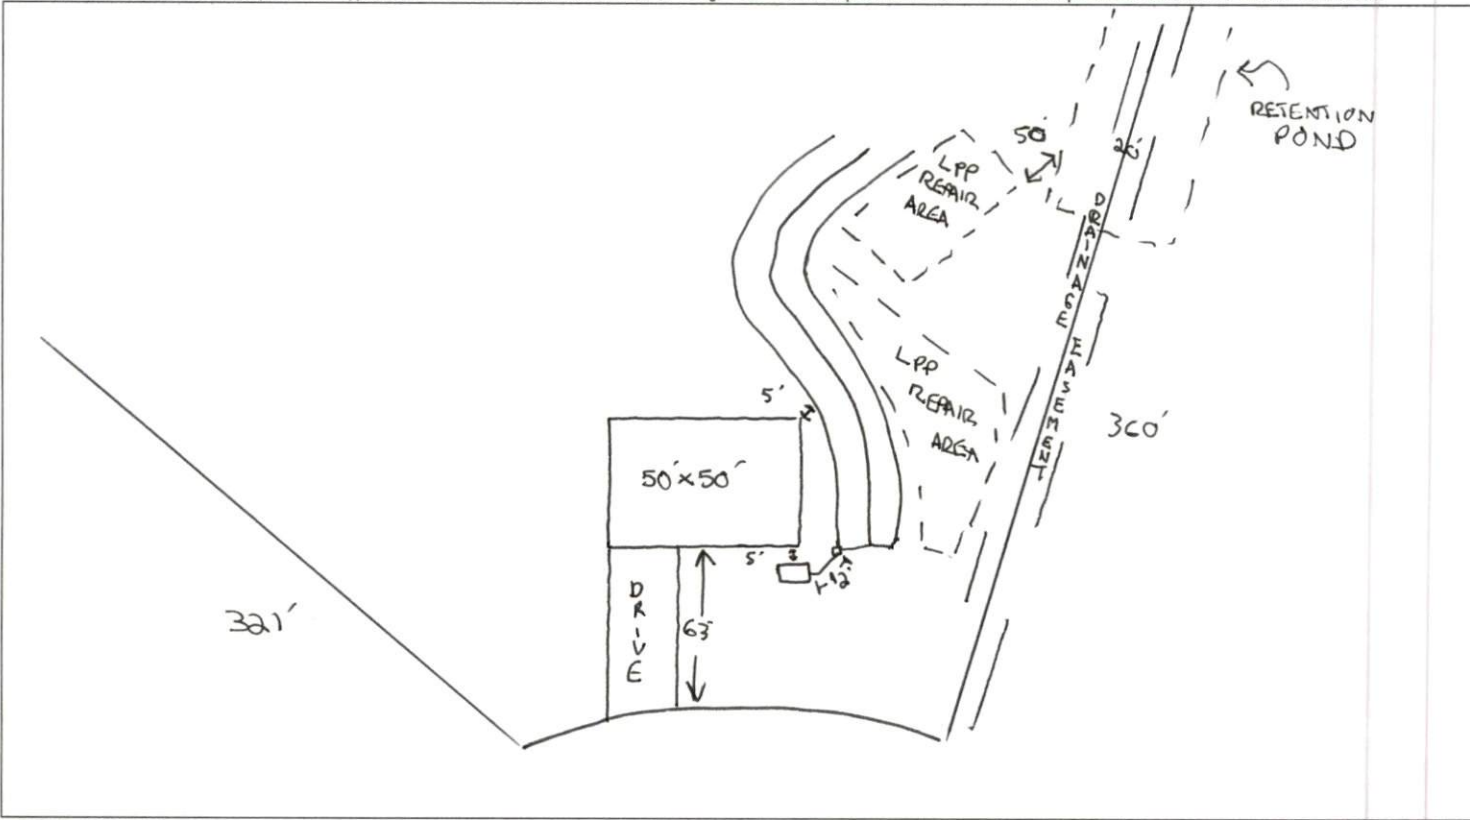 RETENTION
POND
50'
20'
LPP
REPAIR
AREA
DRAINAGE EASEMENT
LPP
REPAIR
AREA
360'
5'
50'x50'
5'
12'
DRIVE
63'
321'